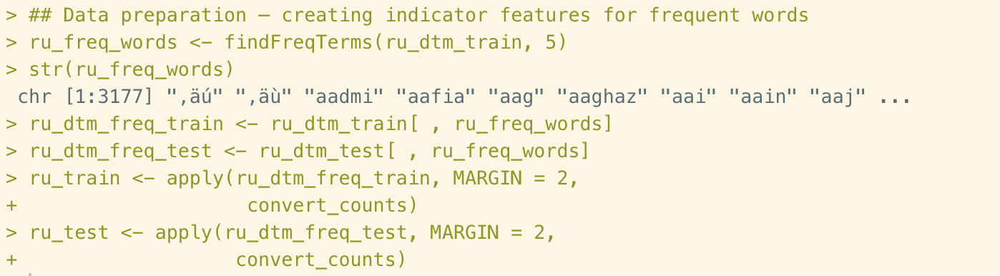 > ## Data preparation – creating indicator features for frequent words
> ru_freq_words <- findFreqTerms(ru_dtm_train, 5)
> str(ru_freq_words)
 chr [1:3177] "‚äú" "‚äù" "aadmi" "aafia" "aag" "aaghaz" "aai" "aain" "aaj" ...
> ru_dtm_freq_train <- ru_dtm_train[ , ru_freq_words]
> ru_dtm_freq_test <- ru_dtm_test[ , ru_freq_words]
> ru_train <- apply(ru_dtm_freq_train, MARGIN = 2,
+                    convert_counts)
> ru_test <- apply(ru_dtm_freq_test, MARGIN = 2,
+                   convert_counts)